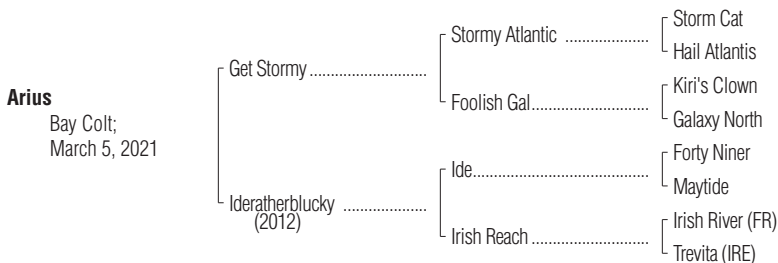 Storm Cat
Stormy Atlantic ....................
Hail Atlantis
Get Stormy ............................
Kiri's Clown
Foolish Gal............................
Arius
Galaxy North
Bay Colt;
March 5, 2021
Forty Niner
Ide..........................................
Maytide
Ideratherblucky ....................
(2012)
Irish River (FR)
Irish Reach ............................
Trevita (IRE)